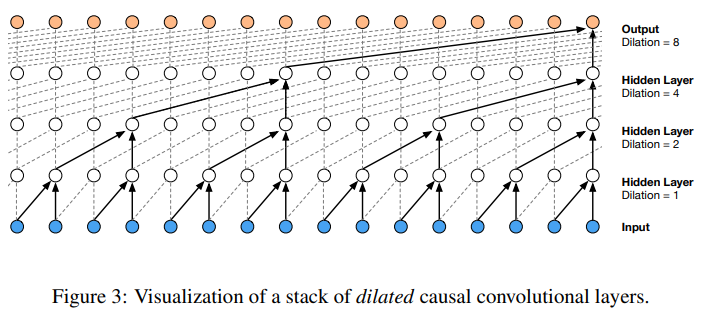 Output
Dilation = 8
Hidden Layer
Dilation = 4
Hidden Layer
Dilation = 2
Hidden Layer
Dilation = 1
Input
Figure 3: Visualization of a stack of dilated causal convolutional layers.